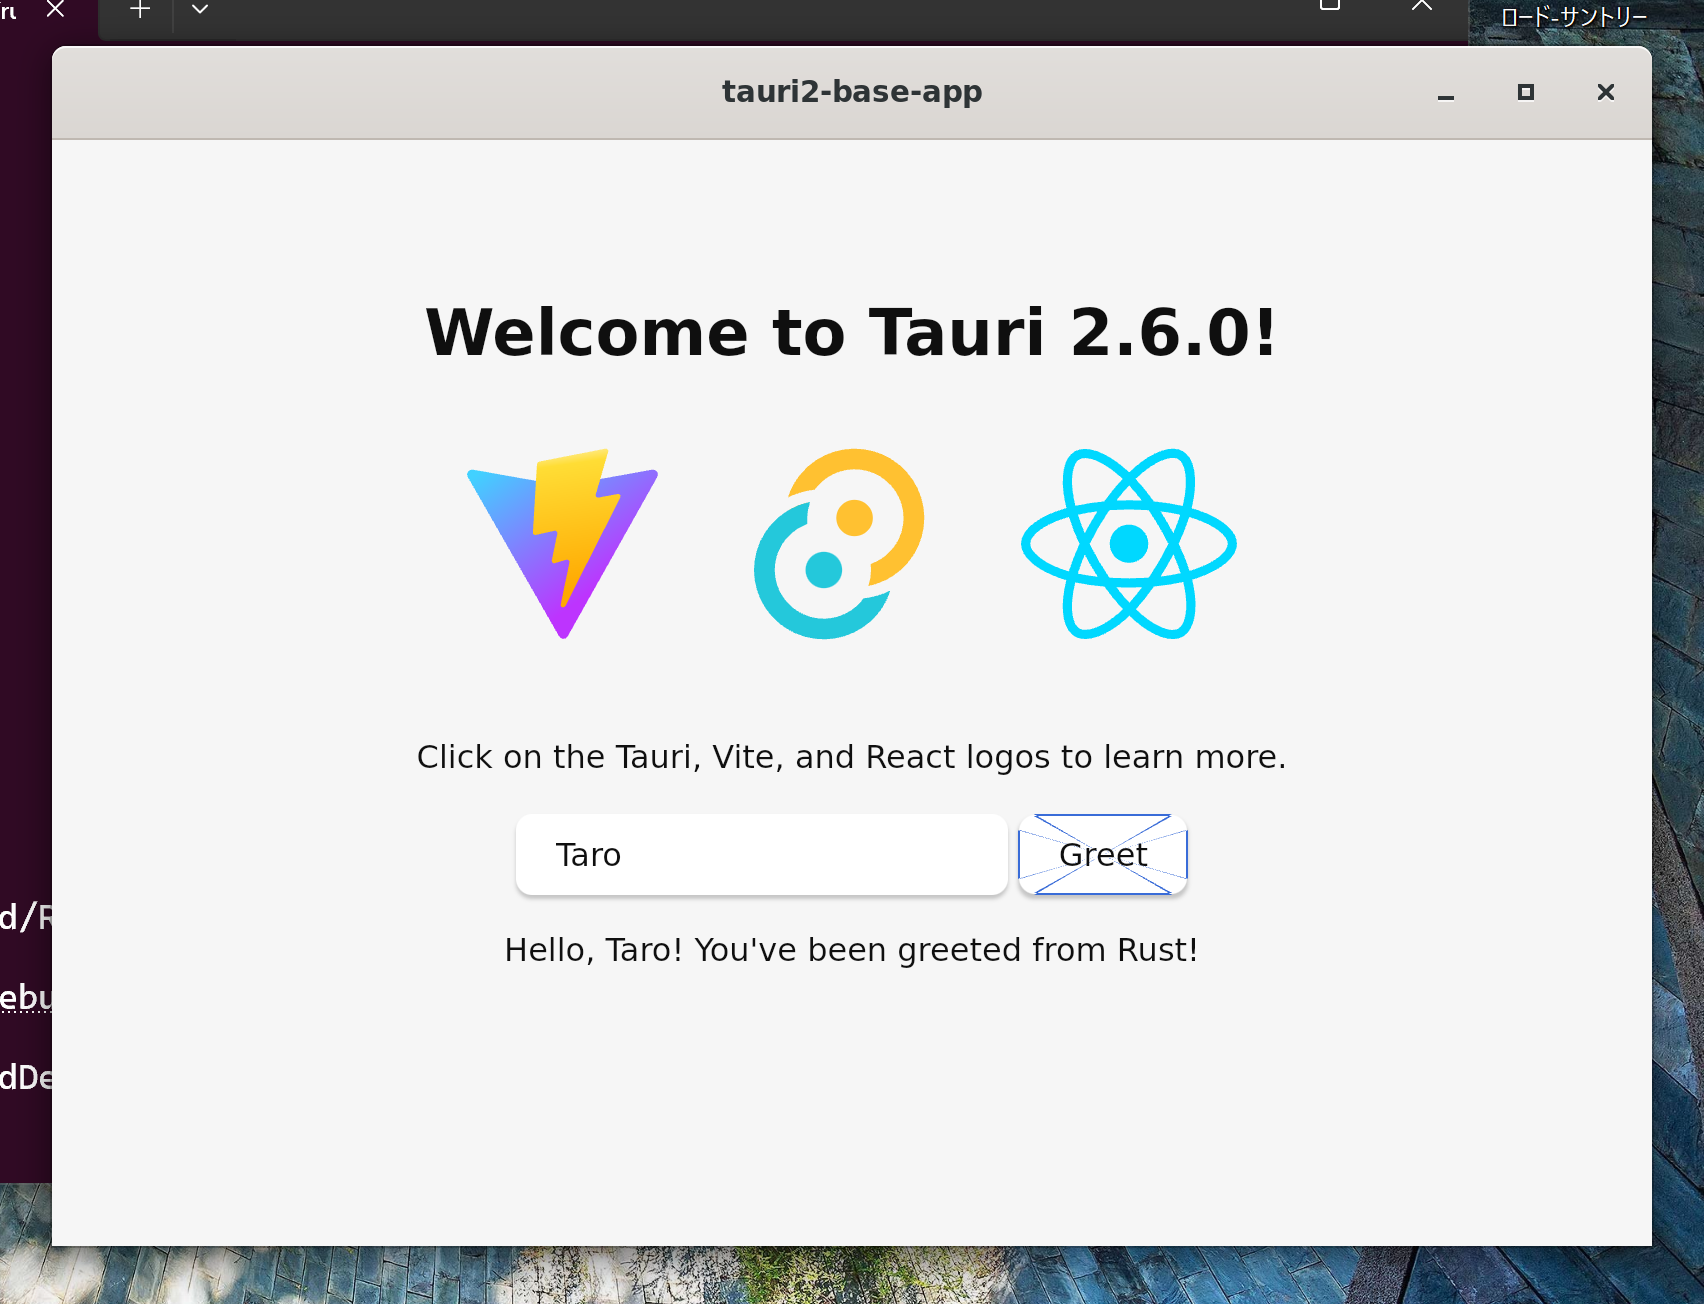 ロード-サントリー
tauri2-base-app
Welcome to Tauri 2.6.0!
Click on the Tauri, Vite, and React logos to learn more.
Taro
Greet
Hello, Taro! You've been greeted from Rust!
d/R
ebu
dDe